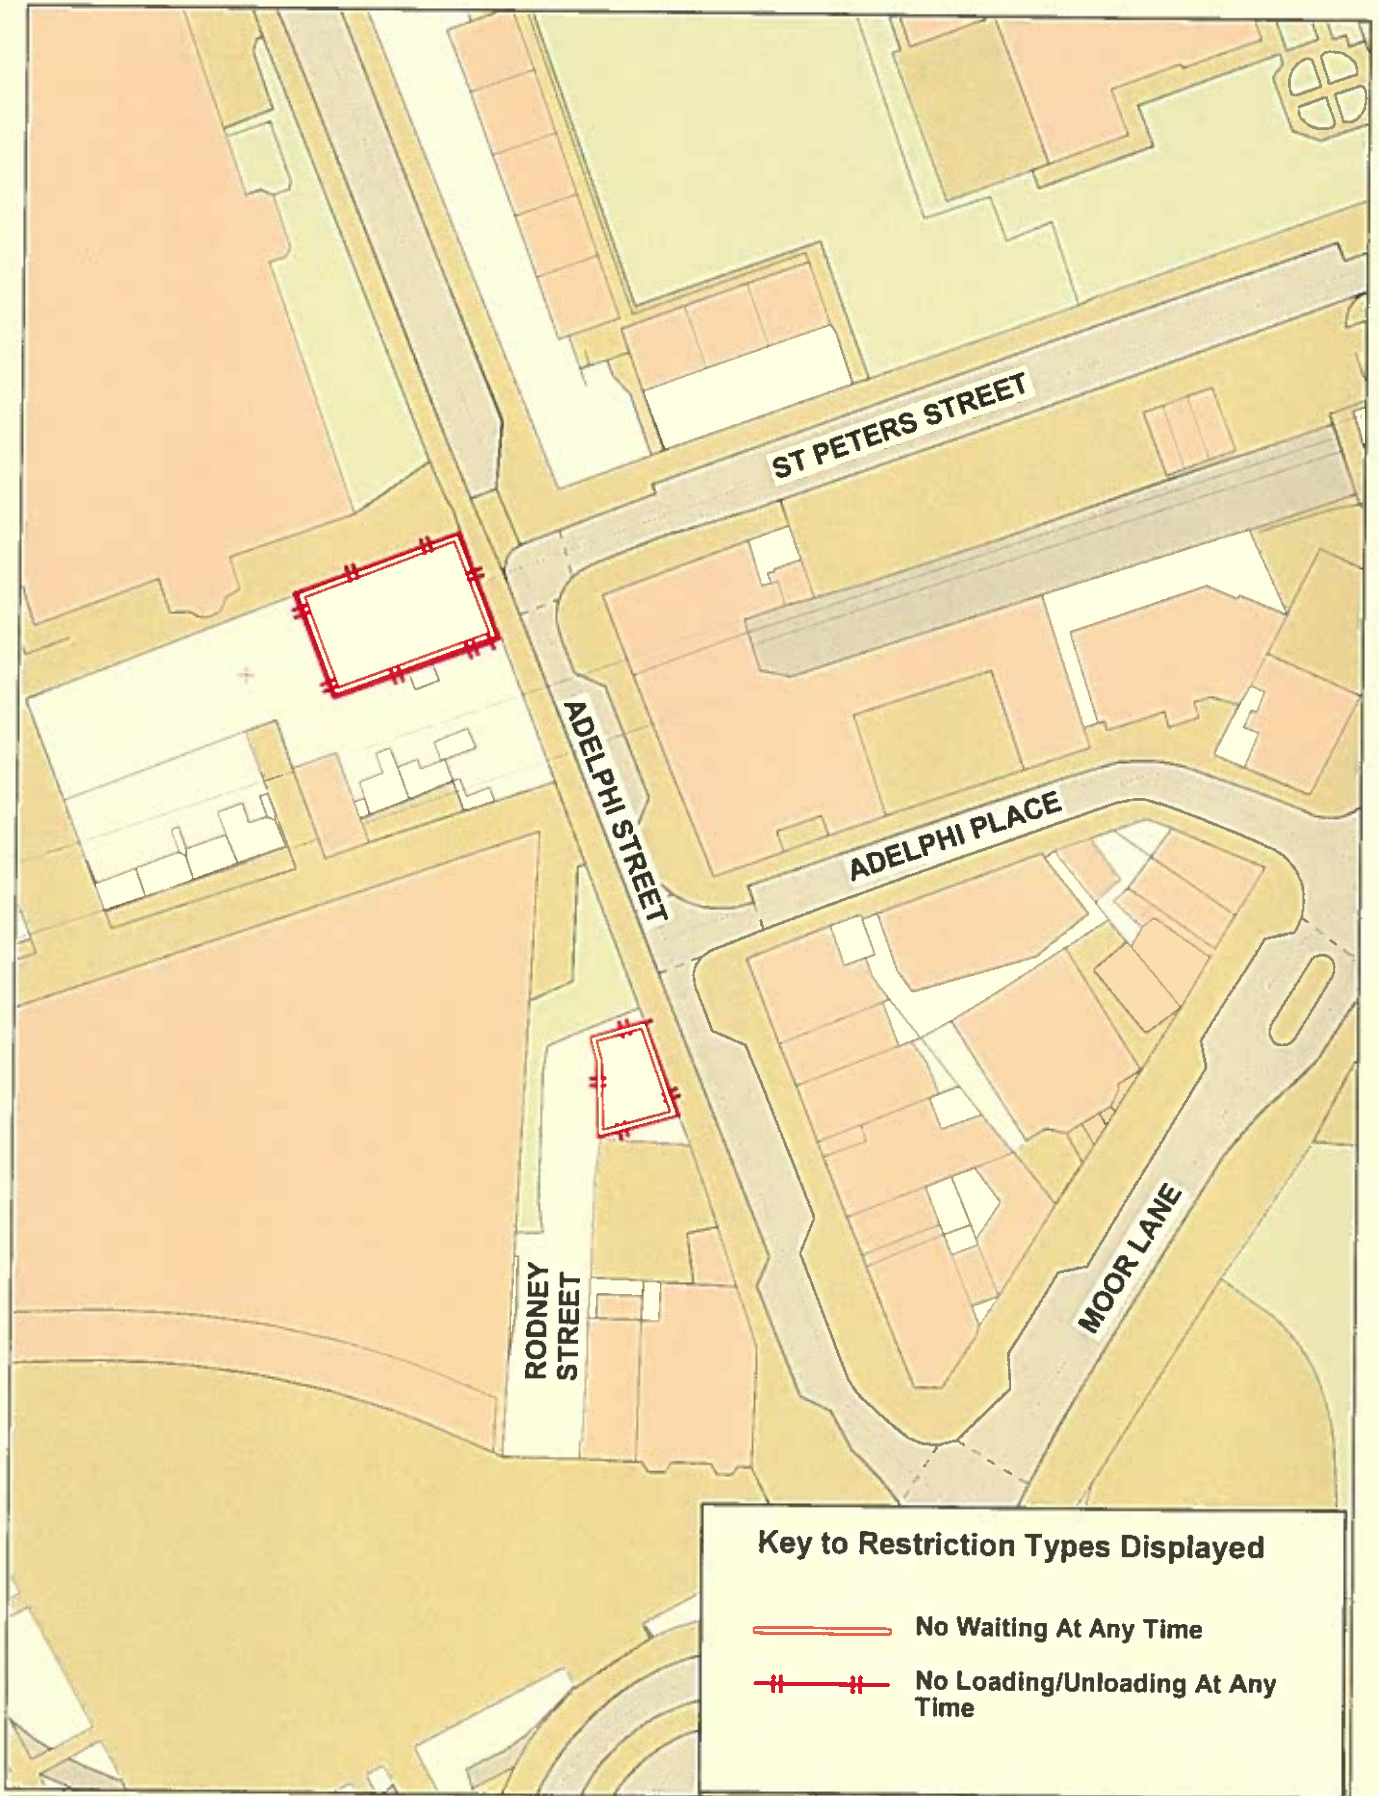 ST PETERS STREET
ADELPHI STREET
ADELPHI PLACE
MOOR LANE
RODNEY
STREET
Key to Restriction Types Displayed
No Waiting At Any Time
No Loading/Unloading At Any
Time